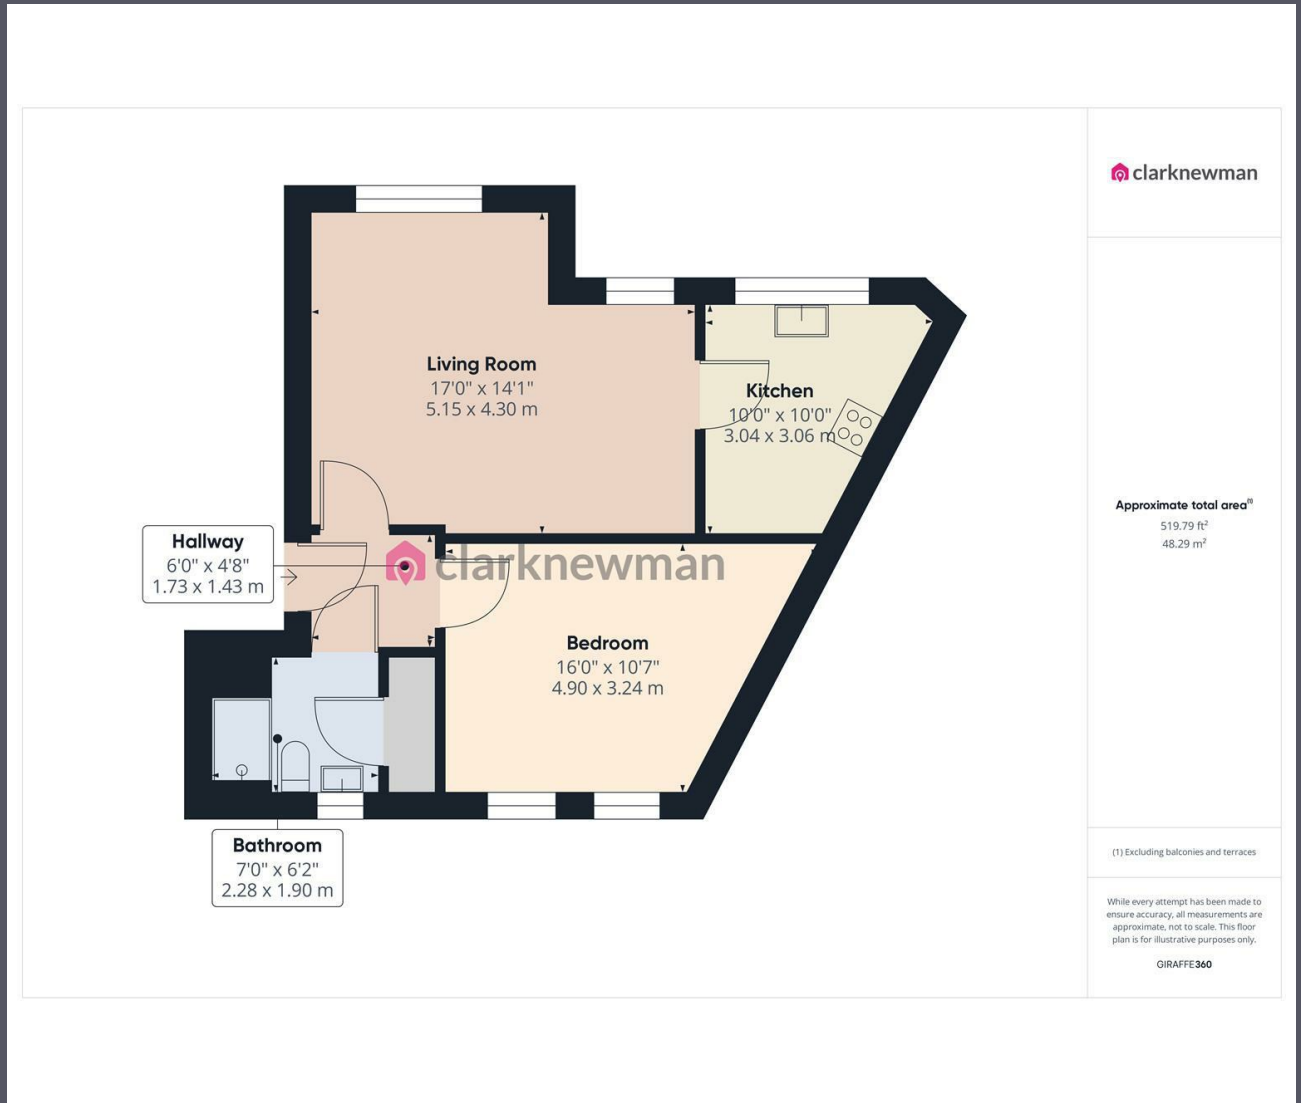 clarknewman
Living Room
17'0" x 14'1"
5.15 x 4.30 m
Kitchen
10'0" x 10'0"
3.04 x 3.06 m
Hallway
6'0" x 4'8"
1.73 x 1.43 m
clarknewman
Bedroom
16'0" x 10'7"
4.90 x 3.24 m
Bathroom
7'0" x 6'2"
2.28 x 1.90 m
Approximate total area(1)
519.79 ft²
48.29 m²
(1) Excluding balconies and terraces
While every attempt has been made to
ensure accuracy, all measurements are
approximate, not to scale. This floor
plan is for illustrative purposes only.
GIRAFFE360